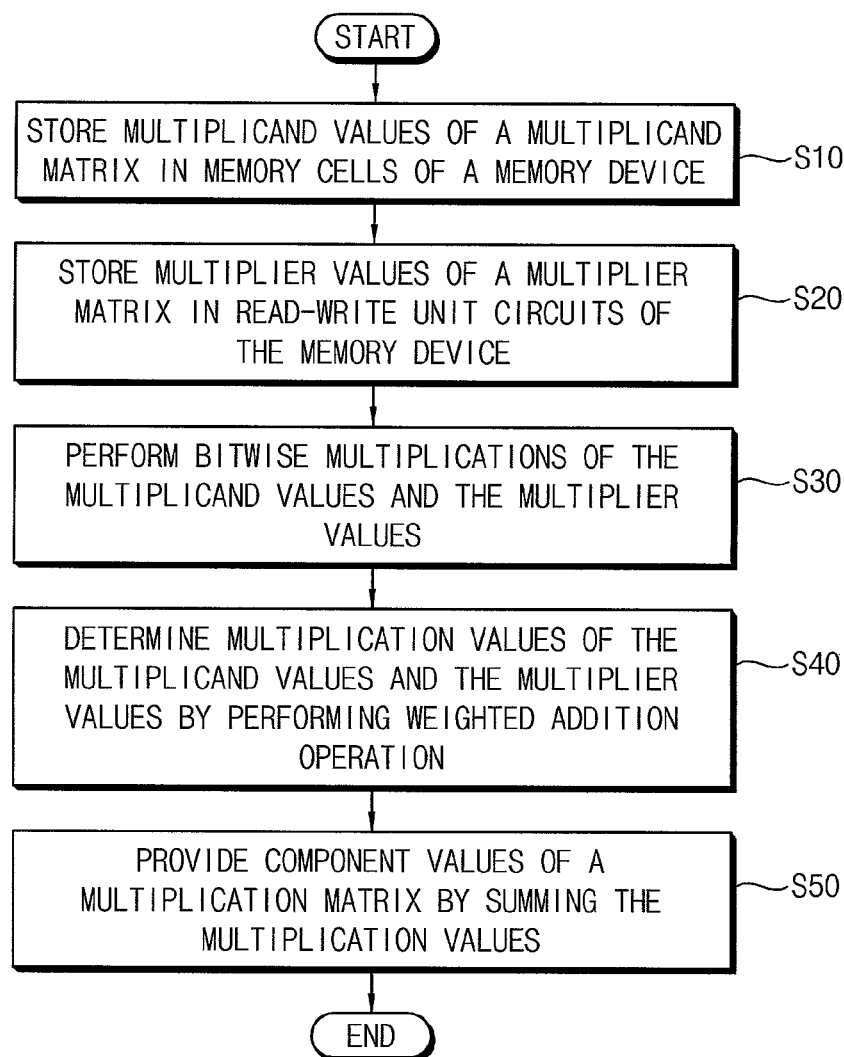 START
STORE MULTIPLICAND VALUES OF A MULTIPLICAND
MATRIX IN MEMORY CELLS OF A MEMORY DEVICE
S10
STORE MULTIPLIER VALUES OF A MULTIPLIER
MATRIX IN READ-WRITE UNIT CIRCUITS OF
THE MEMORY DEVICE
S20
PERFORM BITWISE MULTIPLICATIONS OF THE
MULTIPLICAND VALUES AND THE MULTIPLIER
VALUES
S30
DETERMINE MULTIPLICATION VALUES OF THE
MULTIPLICAND VALUES AND THE MULTIPLIER
VALUES BY PERFORMING WEIGHTED ADDITION
OPERATION
S40
PROVIDE COMPONENT VALUES OF A
MULTIPLICATION MATRIX BY SUMMING THE
MULTIPLICATION VALUES
S50
END